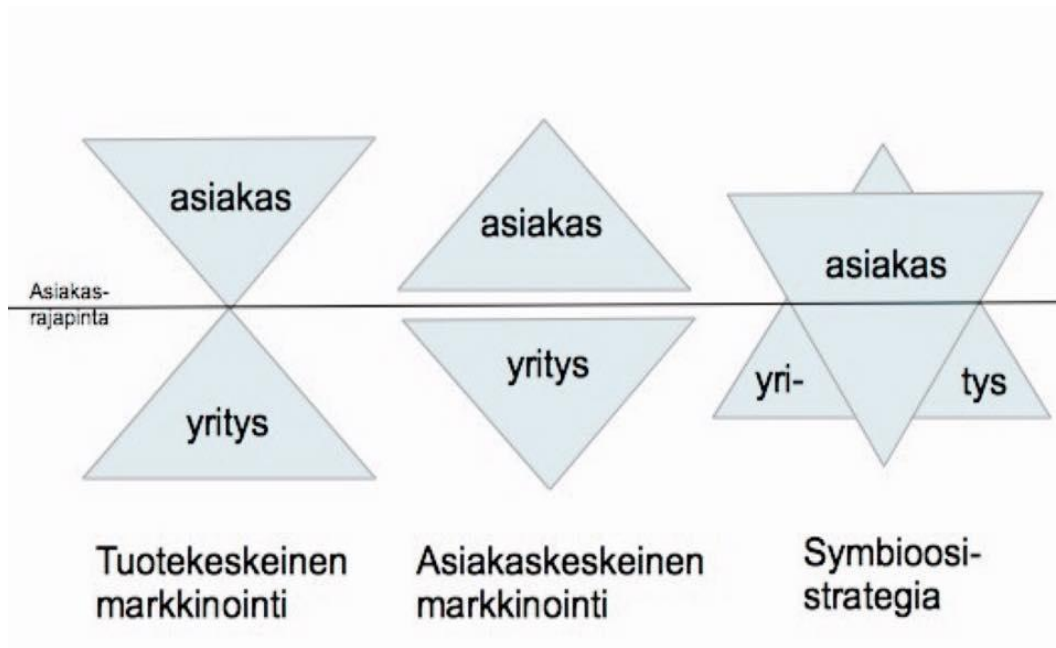 asiakas
asiakas
asiakas
Asiakas-
rajapinta
yritys
yritys
yri-
tys
Tuotekeskeinen
markkinointi
Asiakaskeskeinen
markkinointi
Symbioosi-
strategia